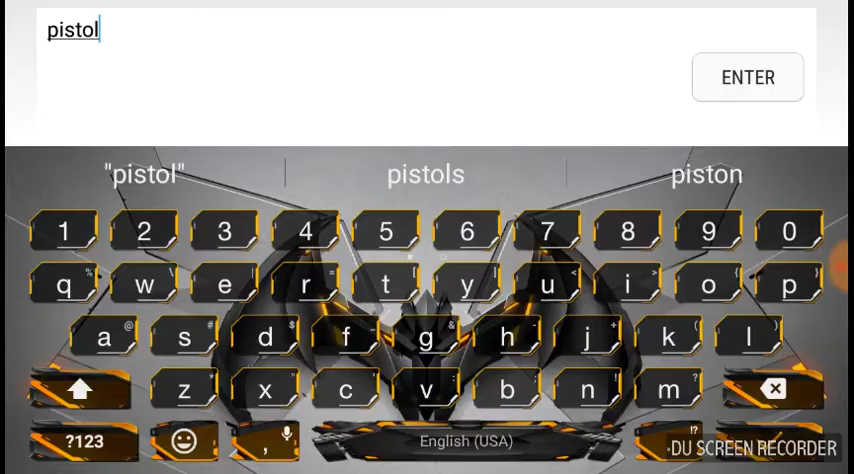 pistol
ENTER
"pistol" pistols piston
1 2 3 4 5 6 7 8 9 0
q w e r t y u i o p
a s d f g h j k l
z x c v b n m
?123 , English (USA) !?
DU SCREEN RECORDER